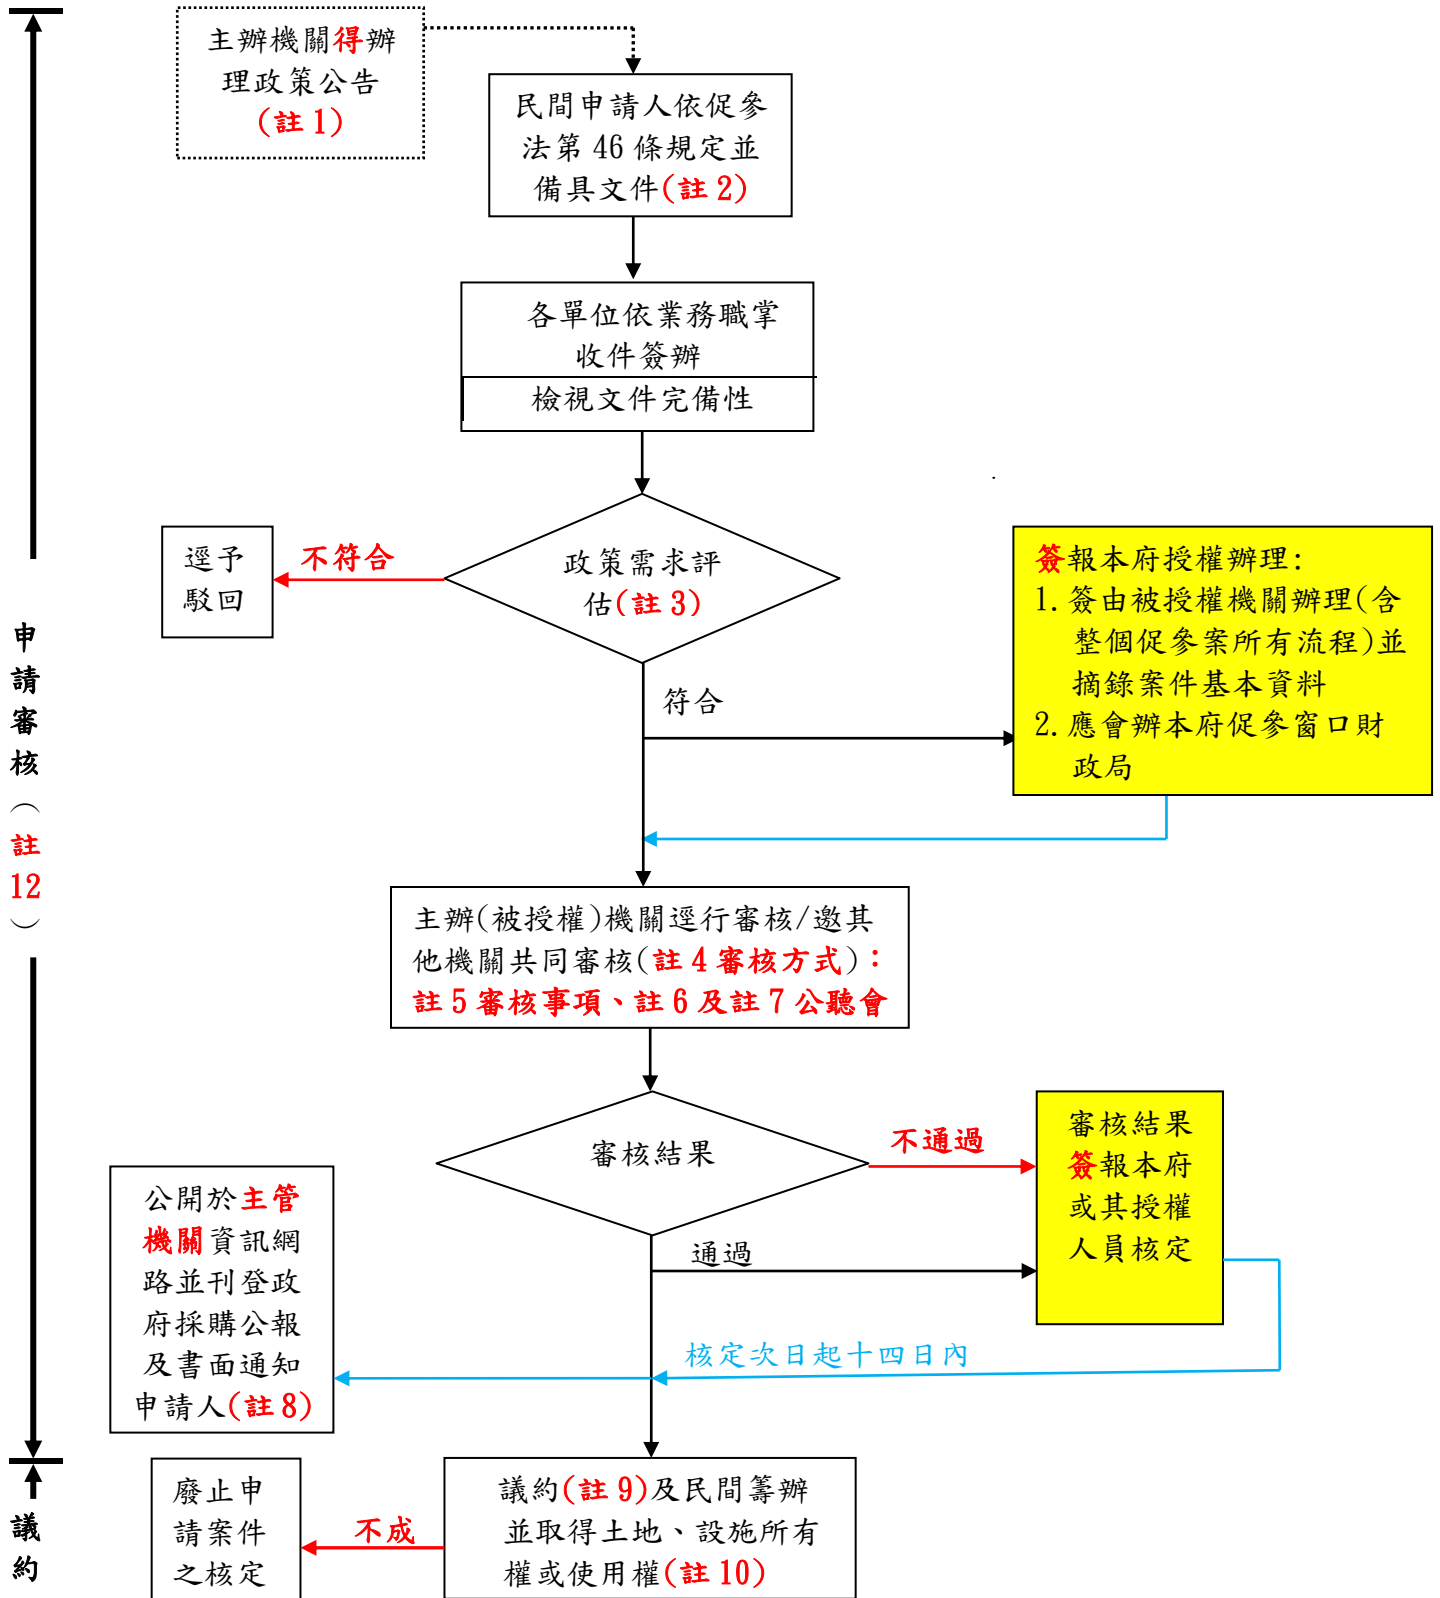 主辦機關得辦
理政策公告
(註 1)
民間申請人依促參
法第 46 條規定並
備具文件(註 2)
各單位依業務職掌
收件簽辦
檢視文件完備性
政策需求評
估(註 3)
不符合
逕予
駁回
符合
簽報本府授權辦理:
1. 簽由被授權機關辦理(含
整個促參案所有流程)並
摘錄案件基本資料
2. 應會辦本府促參窗口財
政局
申請審核（註12）
主辦(被授權)機關逕行審核/邀其
他機關共同審核(註 4 審核方式)：
註 5 審核事項、註 6 及註 7 公聽會
審核結果
不通過
通過
審核結果
簽報本府
或其授權
人員核定
核定次日起十四日內
公開於主管
機關資訊網
路並刊登政
府採購公報
及書面通知
申請人(註 8)
議約
議約(註 9)及民間籌辦
並取得土地、設施所有
權或使用權(註 10)
不成
廢止申
請案件
之核定